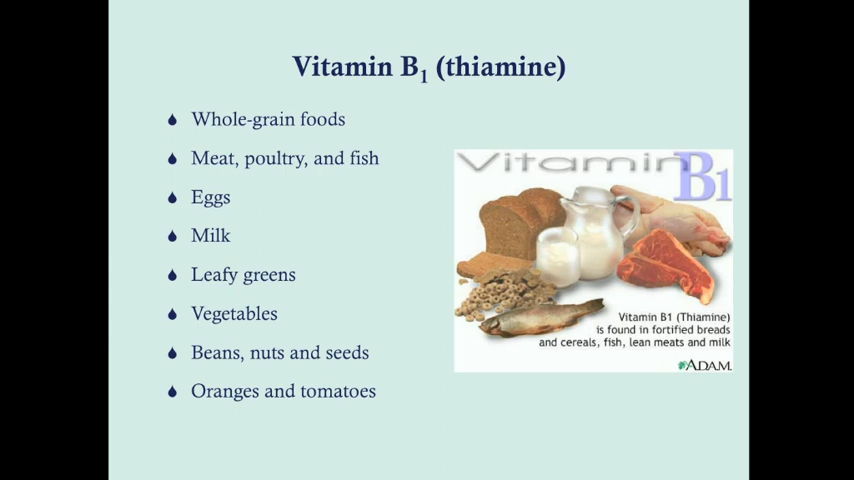 Vitamin B1 (thiamine)
Whole-grain foods
Meat, poultry, and fish
Eggs
Milk
Leafy greens
Vegetables
Beans, nuts and seeds
Oranges and tomatoes
Vitamin B1
Vitamin B1 (Thiamine)
is found in fortified breads
and cereals, fish, lean meats and milk
ADAM.